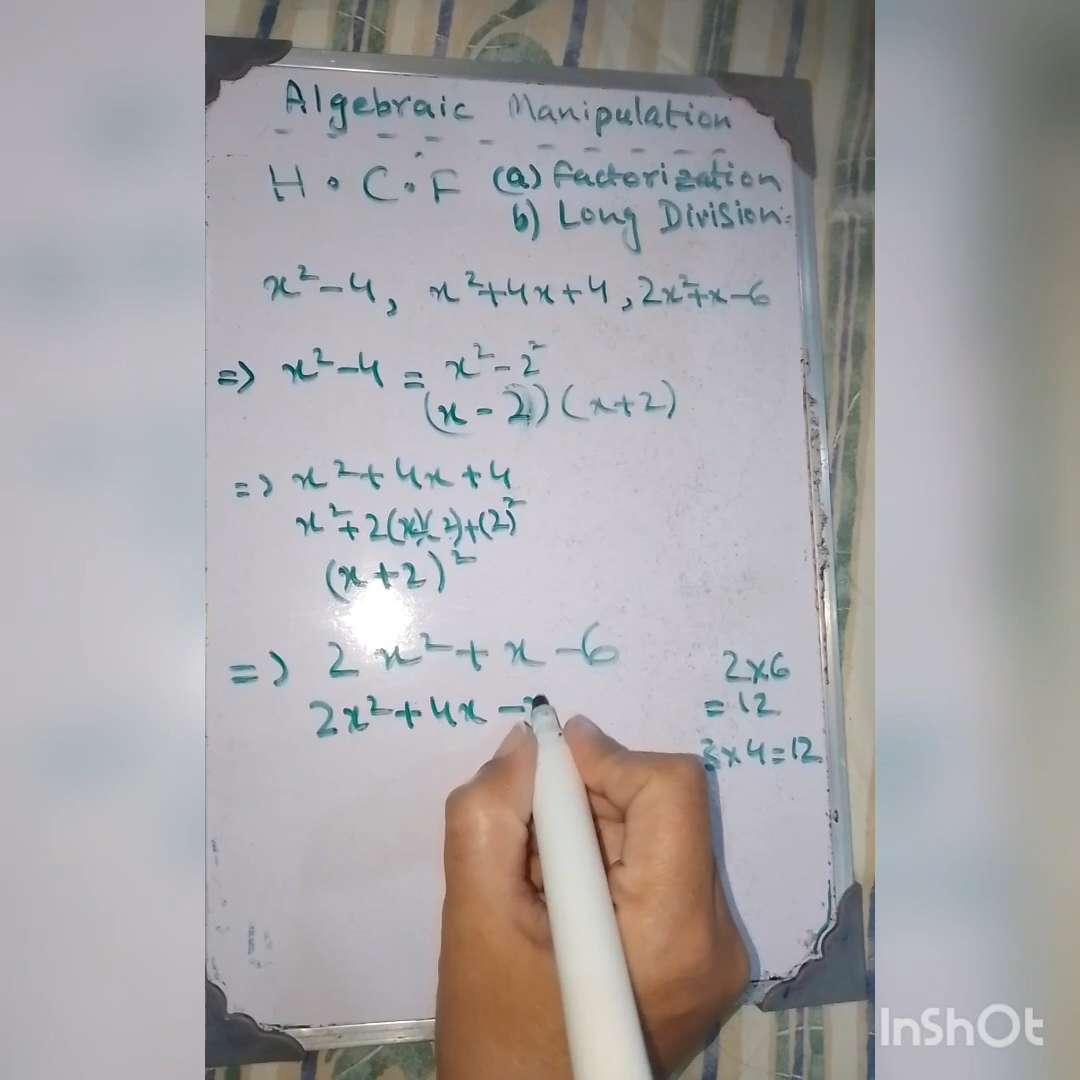 Algebraic Manipulation
H.C.F (a) Factorization
b) Long Division:
x²-4, x²+4x+4, 2x²+x-6
=> x²-4 = x²-2²
(x-2)(x+2)
=> x²+4x+4
x²+2(x)(2)+(2)²
(x+2)²
=> 2x²+x-6
2x²+4x-
2x6
=12
3x4=12
InShOt